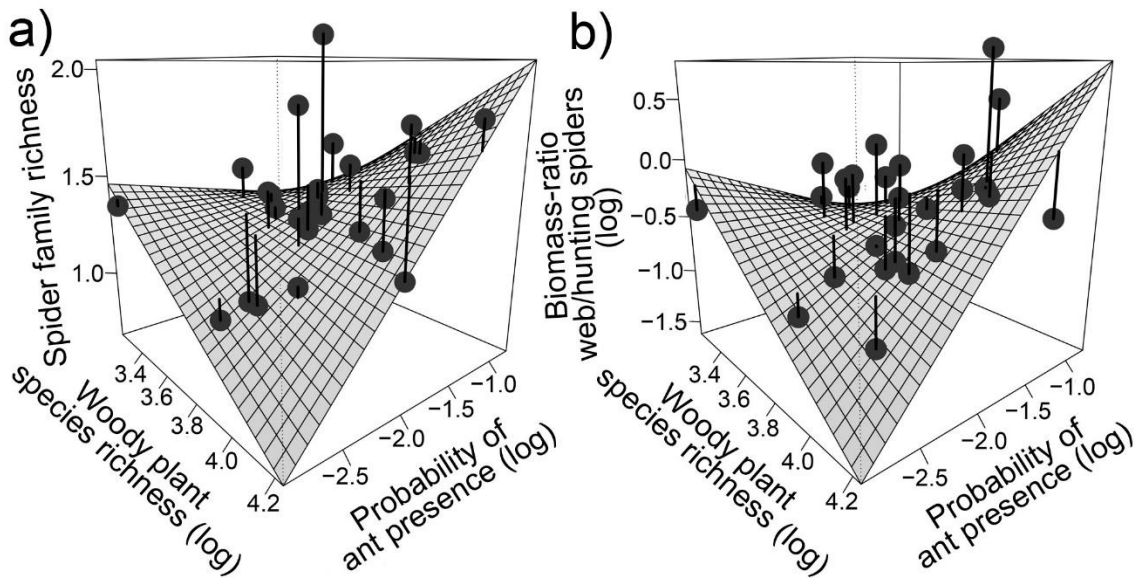 a)
Spider family richness
2.0
1.5
1.0
3.4
3.6
3.8
4.0
4.2
Woody plant
species richness (log)
−2.5
−2.0
−1.5
−1.0
Probability of
ant presence (log)
b)
Biomass-ratio
web/hunting spiders
(log)
0.5
0.0
−0.5
−1.0
−1.5
3.4
3.6
3.8
4.0
4.2
Woody plant
species richness (log)
−2.5
−2.0
−1.5
−1.0
Probability of
ant presence (log)